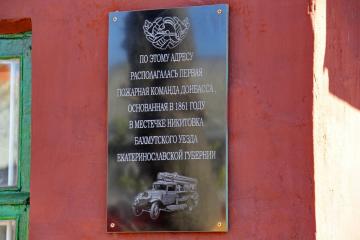 ПО ЭТОМУ АДРЕСУ
РАСПОЛАГАЛАСЬ ПЕРВАЯ
ПОЖАРНАЯ КОМАНДА ДОНБАССА,
ОСНОВАННАЯ В 1861 ГОДУ
В МЕСТЕЧКЕ НИКИТОВКА
БАХМУТСКОГО УЕЗДА
ЕКАТЕРИНОСЛАВСКОЙ ГУБЕРНИИ